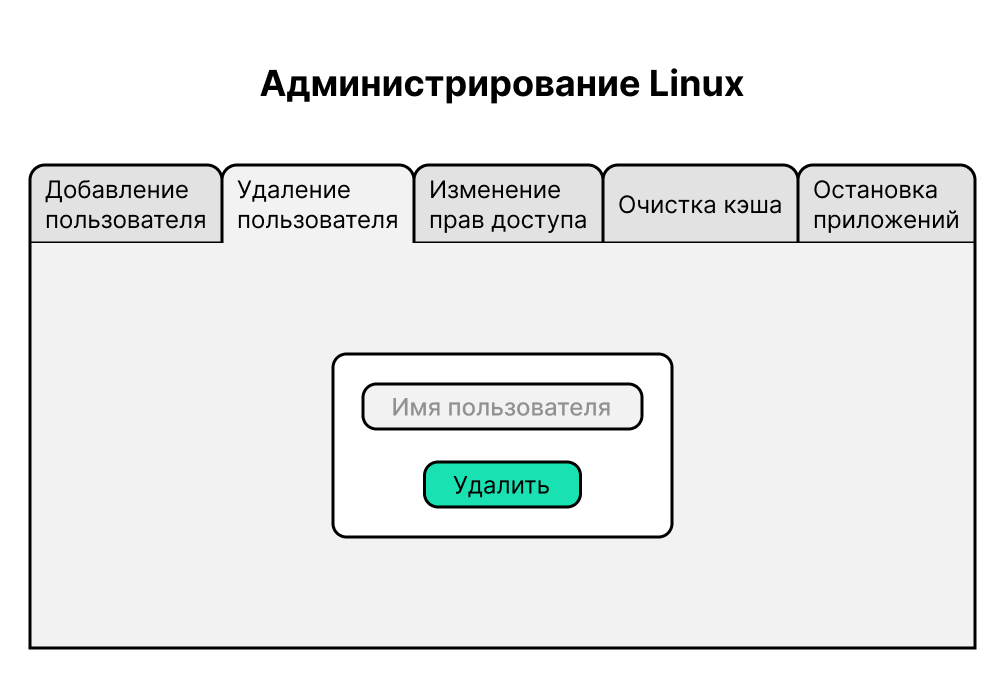 Администрирование Linux
Добавление
пользователя
Удаление
пользователя
Изменение
прав доступа
Очистка кэша
Остановка
приложений
Имя пользователя
Удалить